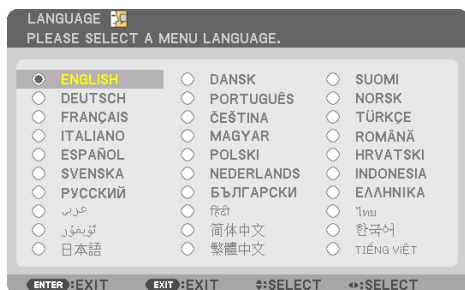 LANGUAGE
PLEASE SELECT A MENU LANGUAGE.
ENGLISH DANSK SUOMI
DEUTSCH PORTUGUÊS NORSK
FRANÇAIS ČEŠTINA TÜRKÇE
ITALIANO MAGYAR ROMÂNĂ
ESPAÑOL POLSKI HRVATSKI
SVENSKA NEDERLANDS INDONESIA
РУССКИЙ БЪЛГАРСКИ ΕΛΛΗΝΙΚΑ
عربي हिंदी ไทย
ئۇيغۇر 简体中文 한국어
日本語 繁體中文 TIẾNG VIỆT
ENTER:EXIT EXIT:EXIT :SELECT :SELECT